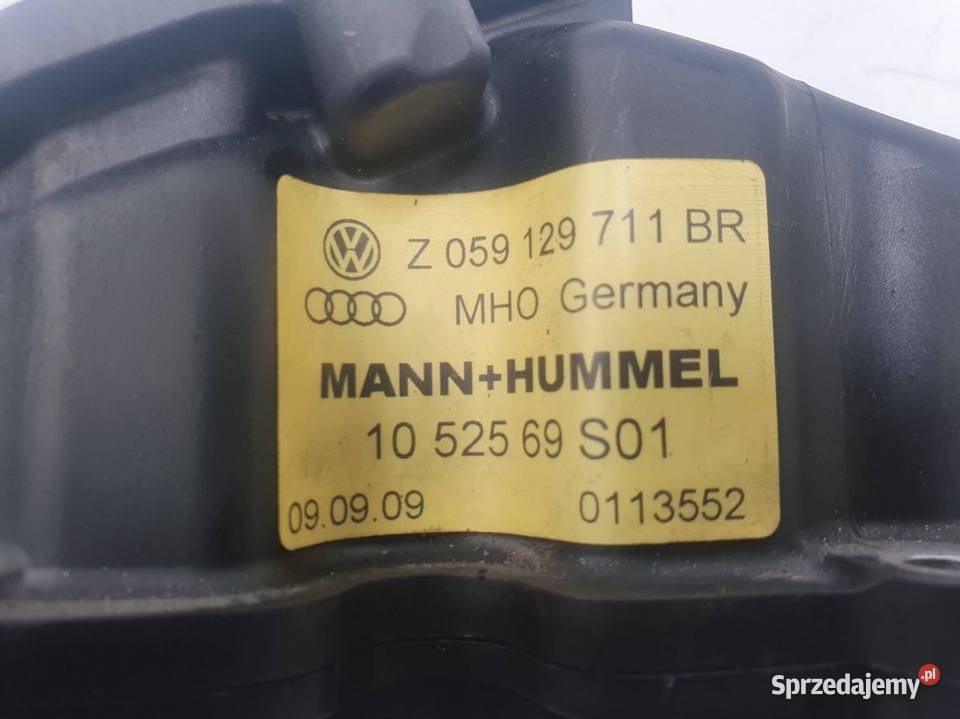 Z 059 129 711 BR
MHO Germany
MANN+HUMMEL
10 525 69 S01
09.09.09 0113552
Sprzedajemy.pl